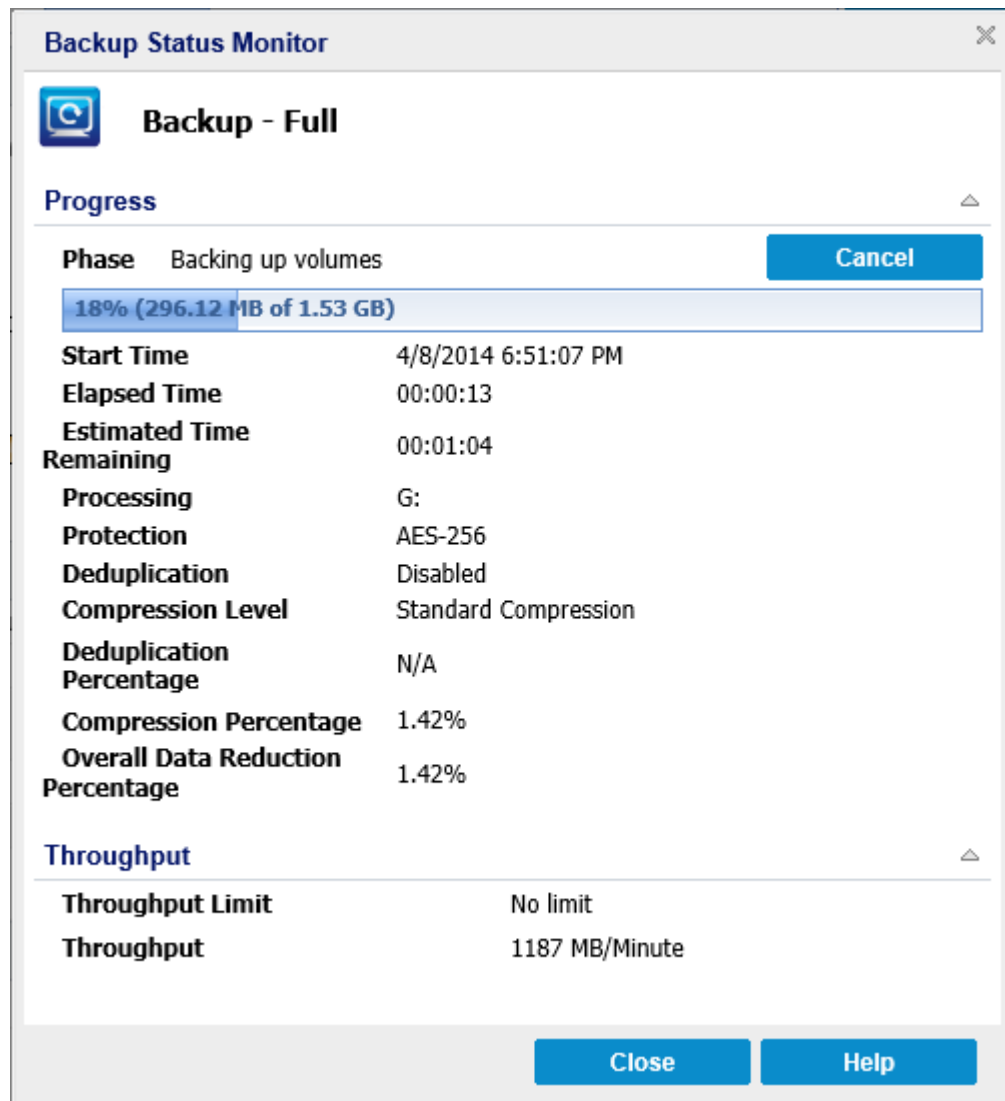 Backup Status Monitor
Backup - Full
Progress
Phase Backing up volumes Cancel
18% (296.12 MB of 1.53 GB)
Start Time 4/8/2014 6:51:07 PM
Elapsed Time 00:00:13
Estimated Time
Remaining 00:01:04
Processing G:
Protection AES-256
Deduplication Disabled
Compression Level Standard Compression
Deduplication
Percentage N/A
Compression Percentage 1.42%
Overall Data Reduction
Percentage 1.42%
Throughput
Throughput Limit No limit
Throughput 1187 MB/Minute
Close Help